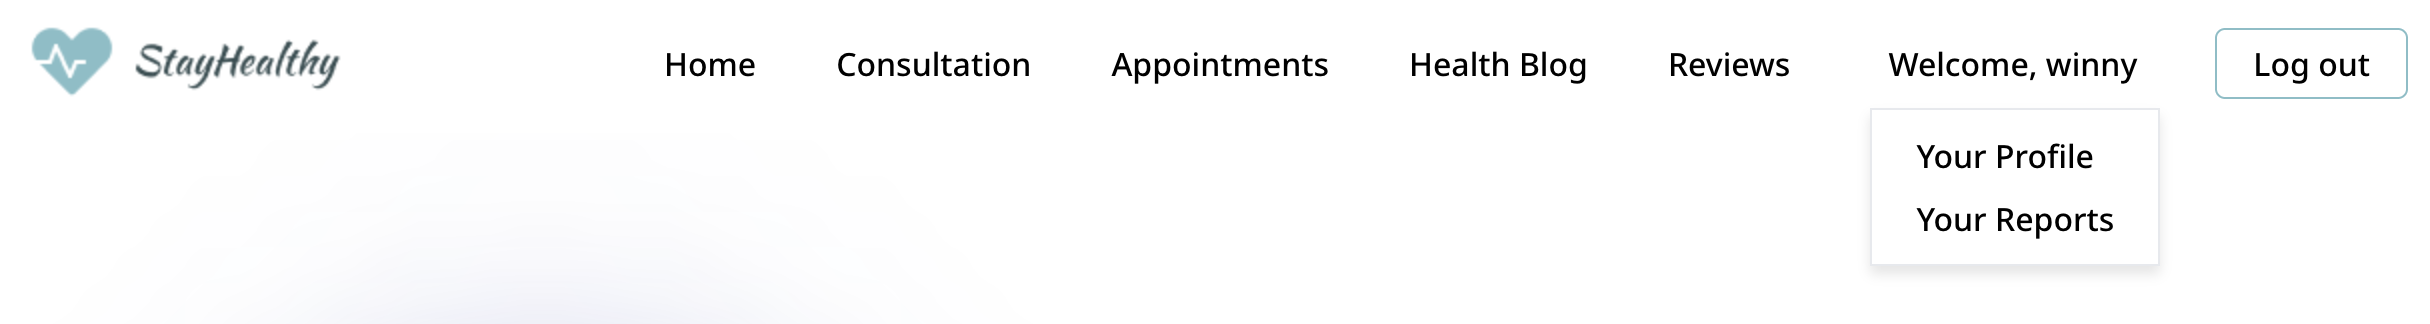 StayHealthy Home Consultation Appointments Health Blog Reviews Welcome, winny Log out
Your Profile
Your Reports